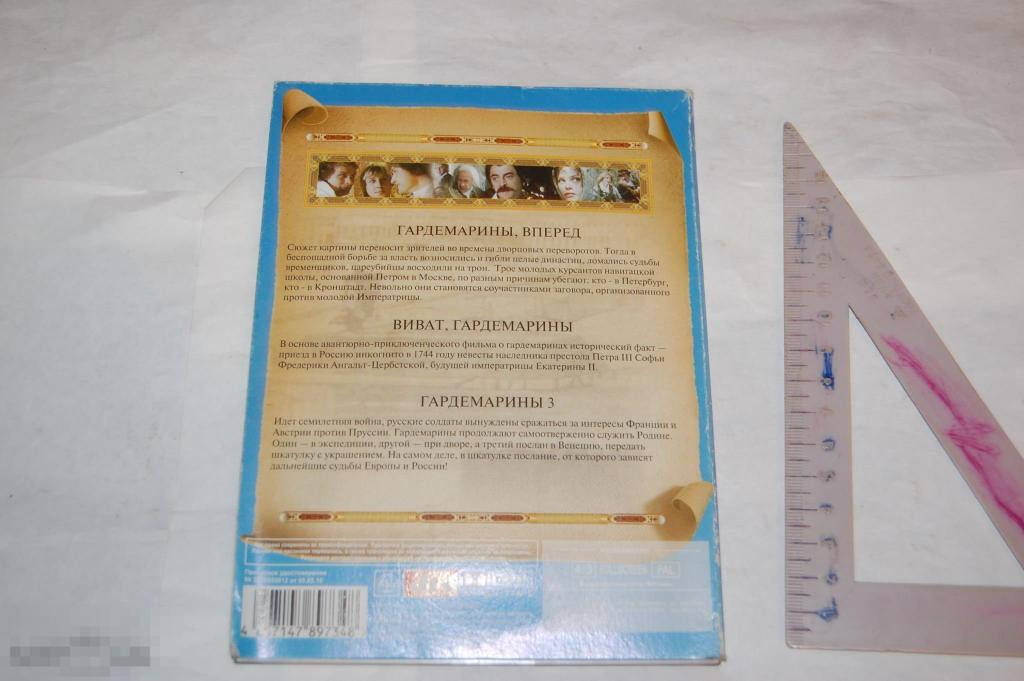 ГАРДЕМАРИНЫ, ВПЕРЕД
Сюжет картины переносит зрителей во времена дворцовых переворотов. Тогда в
беспощадной борьбе за власть возносились и гибли целые династии, ломались судьбы
временщиков, цареубийцы восходили на трон. Трое молодых курсантов навигацкой
школы, основанной Петром в Москве, по разным причинам убегают: кто - в Петербург,
кто - в Кронштадт. Невольно они становятся соучастниками заговора, организованного
против молодой Императрицы.
ВИВАТ, ГАРДЕМАРИНЫ
В основе авантюрно-приключенческого фильма о гардемаринах исторический факт —
приезд в Россию инкогнито в 1744 году невесты наследника престола Петра III Софьи
Фредерики Ангальт-Цербстской, будущей императрицы Екатерины II.
ГАРДЕМАРИНЫ 3
Идет семилетняя война, русские солдаты вынуждены сражаться за интересы Франции и
Австрии против Пруссии. Гардемарины продолжают самоотверженно служить Родине.
Один — в экспедиции, другой — при дворе, а третий послан в Венецию, передать
шкатулку с украшением. На самом деле, в шкатулке послание, от которого зависят
дальнейшие судьбы Европы и России!
4:3 FULLSCREEN PAL
Прокатное удостоверение